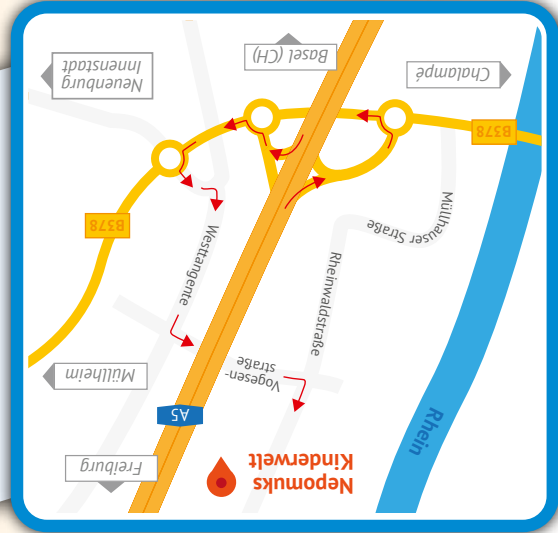 Nepomuks
Kinderwelt
Freiburg
A5
Rhein
Müllheim
Vogesen-
straße
Rheinwaldstraße
Westtangente
Müllhauser Straße
B378
B378
Chalampé
Basel (CH)
Neuenburg
Innenstadt